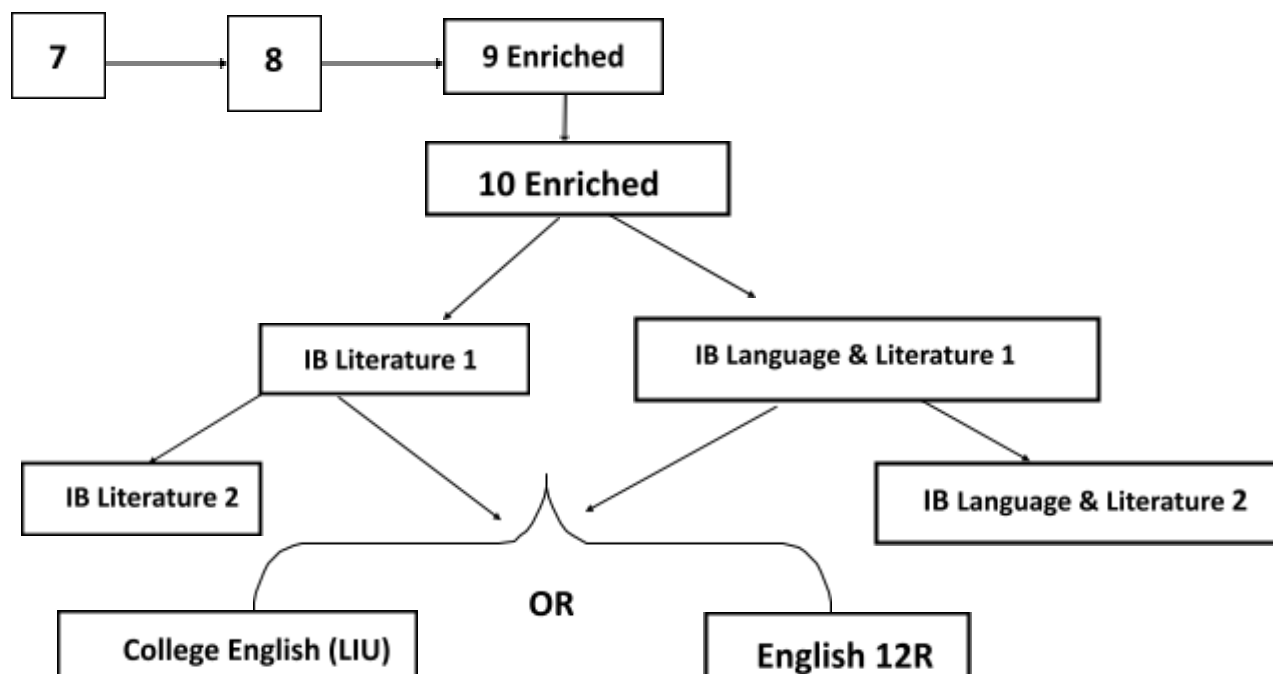 7
8
9 Enriched
10 Enriched
IB Literature 1
IB Language & Literature 1
IB Literature 2
IB Language & Literature 2
OR
College English (LIU)
English 12R